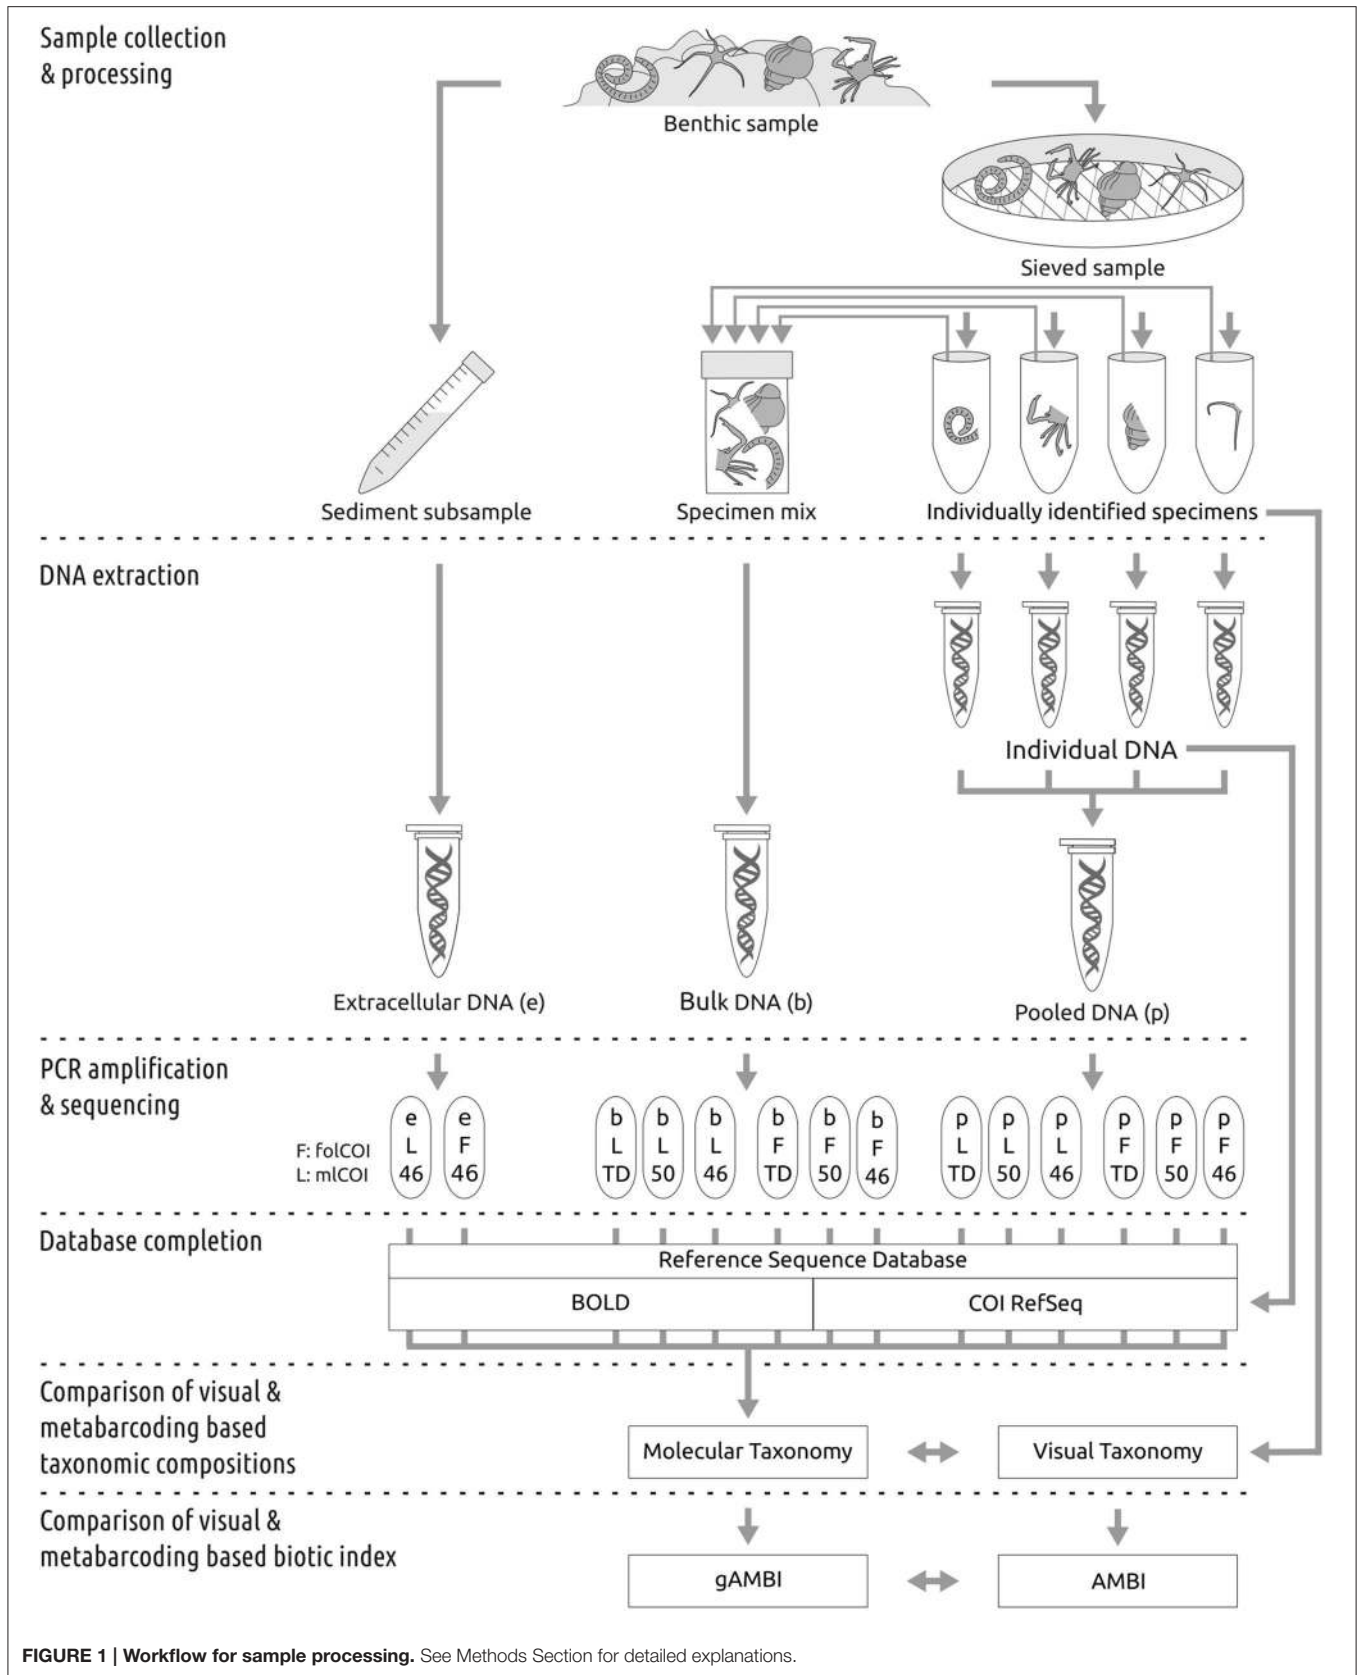 Sample collection
& processing
Benthic sample
Sieved sample
Sediment subsample
Specimen mix
Individually identified specimens
DNA extraction
Individual DNA
Extracellular DNA (e)
Bulk DNA (b)
Pooled DNA (p)
PCR amplification
& sequencing
F: folCOI
L: mlCOI
e
L
46
e
F
46
b
L
TD
b
L
50
b
L
46
b
F
TD
b
F
50
b
F
46
p
L
TD
p
L
50
p
L
46
p
F
TD
p
F
50
p
F
46
Database completion
Reference Sequence Database
BOLD
COI RefSeq
Comparison of visual &
metabarcoding based
taxonomic compositions
Molecular Taxonomy
Visual Taxonomy
Comparison of visual &
metabarcoding based biotic index
gAMBI
AMBI
FIGURE 1 | Workflow for sample processing. See Methods Section for detailed explanations.